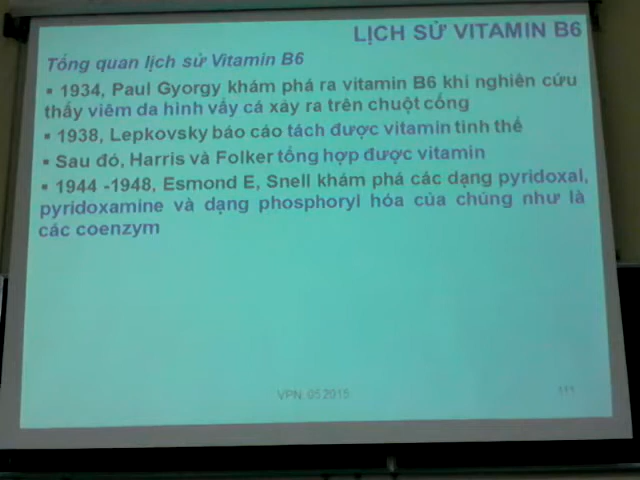 LỊCH SỬ VITAMIN B6
Tổng quan lịch sử Vitamin B6
▪ 1934, Paul Gyorgy khám phá ra vitamin B6 khi nghiên cứu
thấy viêm da hình vẩy cá xảy ra trên chuột cống
▪ 1938, Lepkovsky báo cáo tách được vitamin tinh thể
▪ Sau đó, Harris và Folker tổng hợp được vitamin
▪ 1944 -1948, Esmond E, Snell khám phá các dạng pyridoxal,
pyridoxamine và dạng phosphoryl hóa của chúng như là
các coenzym
VPN. 05 2015
111